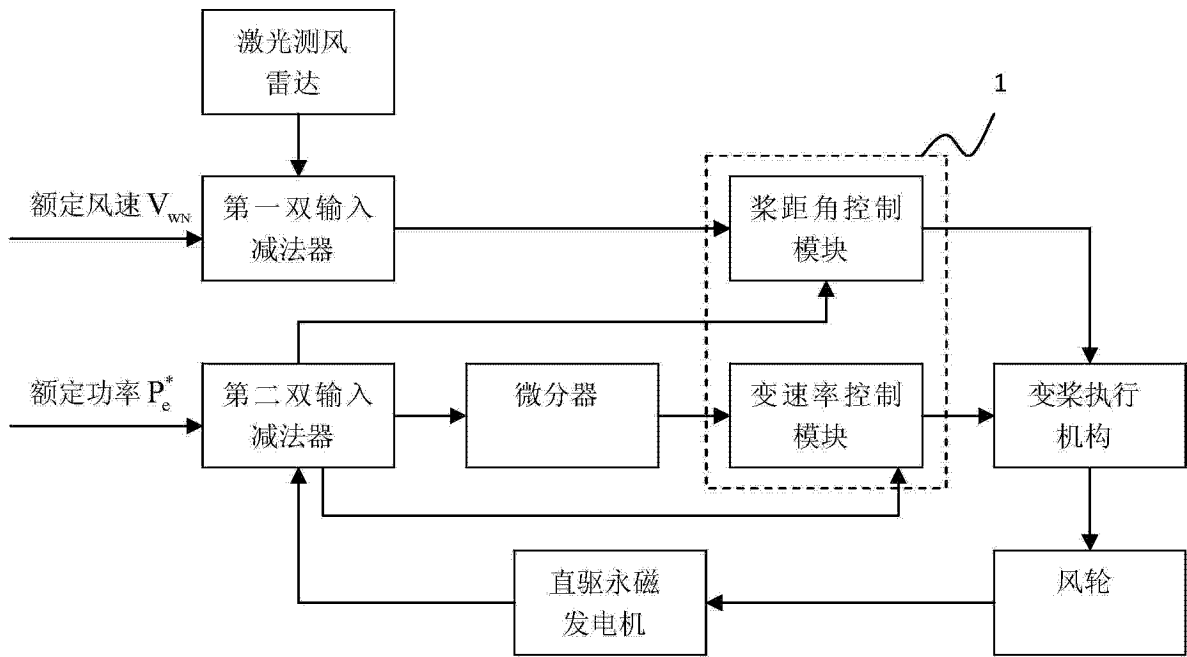 激光测风
雷达
1
额定风速 V_WN
第一双输入
减法器
桨距角控制
模块
额定功率 P_e^*
第二双输入
减法器
微分器
变速率控制
模块
变桨执行
机构
直驱永磁
发电机
风轮